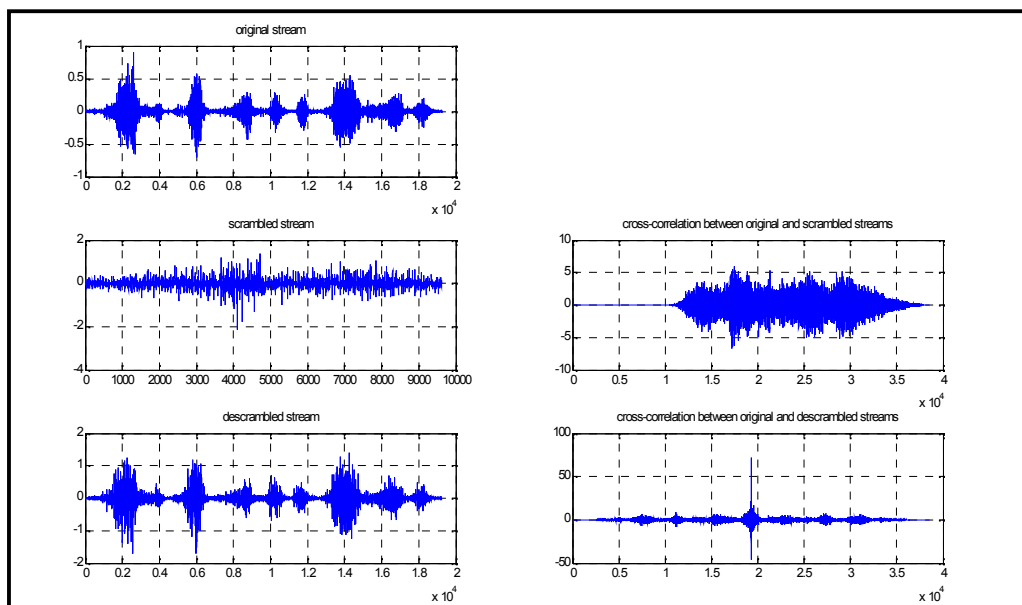 original stream
1
0.5
0
-0.5
-1
0 0.2 0.4 0.6 0.8 1 1.2 1.4 1.6 1.8 2
x 10^4
scrambled stream
2
0
-2
-4
0 1000 2000 3000 4000 5000 6000 7000 8000 9000 10000
cross-correlation between original and scrambled streams
10
5
0
-5
-10
0 0.5 1 1.5 2 2.5 3 3.5 4
x 10^4
descrambled stream
2
1
0
-1
-2
0 0.2 0.4 0.6 0.8 1 1.2 1.4 1.6 1.8 2
x 10^4
cross-correlation between original and descrambled streams
100
50
0
-50
0 0.5 1 1.5 2 2.5 3 3.5 4
x 10^4